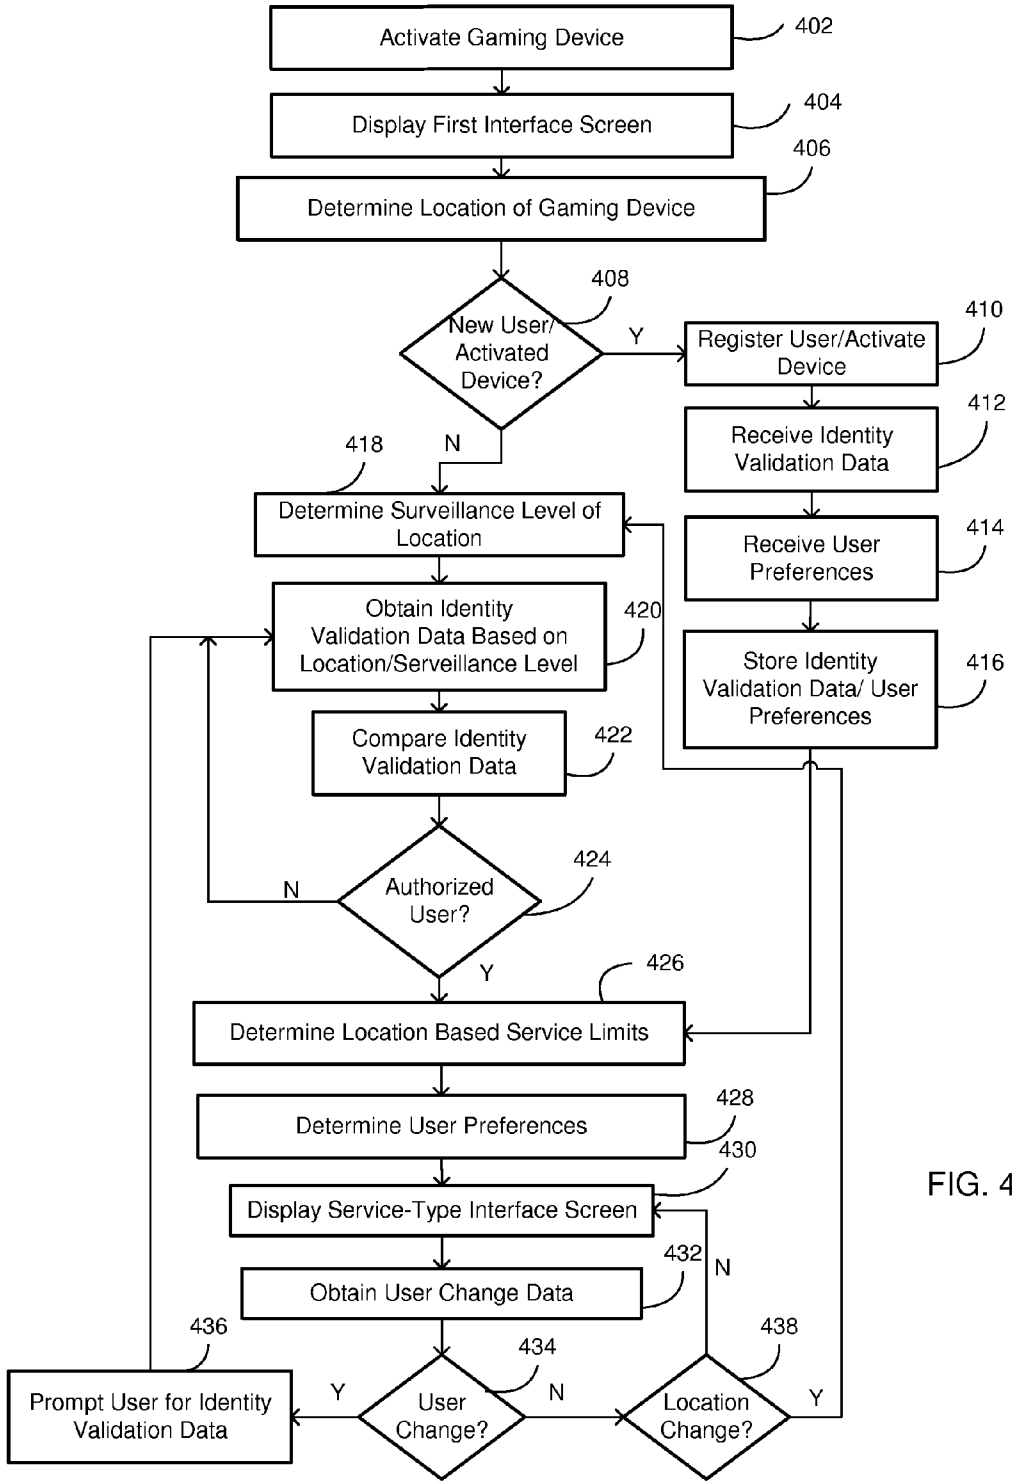 Activate Gaming Device
402
Display First Interface Screen
404
406
Determine Location of Gaming Device
408
New User/
Activated
Device?
Y
N
410
Register User/Activate
Device
412
Receive Identity
Validation Data
414
Receive User
Preferences
416
Store Identity
Validation Data/ User
Preferences
418
Determine Surveillance Level of
Location
Obtain Identity
Validation Data Based on
Location/Serveillance Level
420
Compare Identity
Validation Data
422
Authorized
User?
424
N
Y
426
Determine Location Based Service Limits
Determine User Preferences
428
430
Display Service-Type Interface Screen
432
Obtain User Change Data
N
434
User
Change?
Y
N
436
Prompt User for Identity
Validation Data
438
Location
Change?
Y
FIG. 4